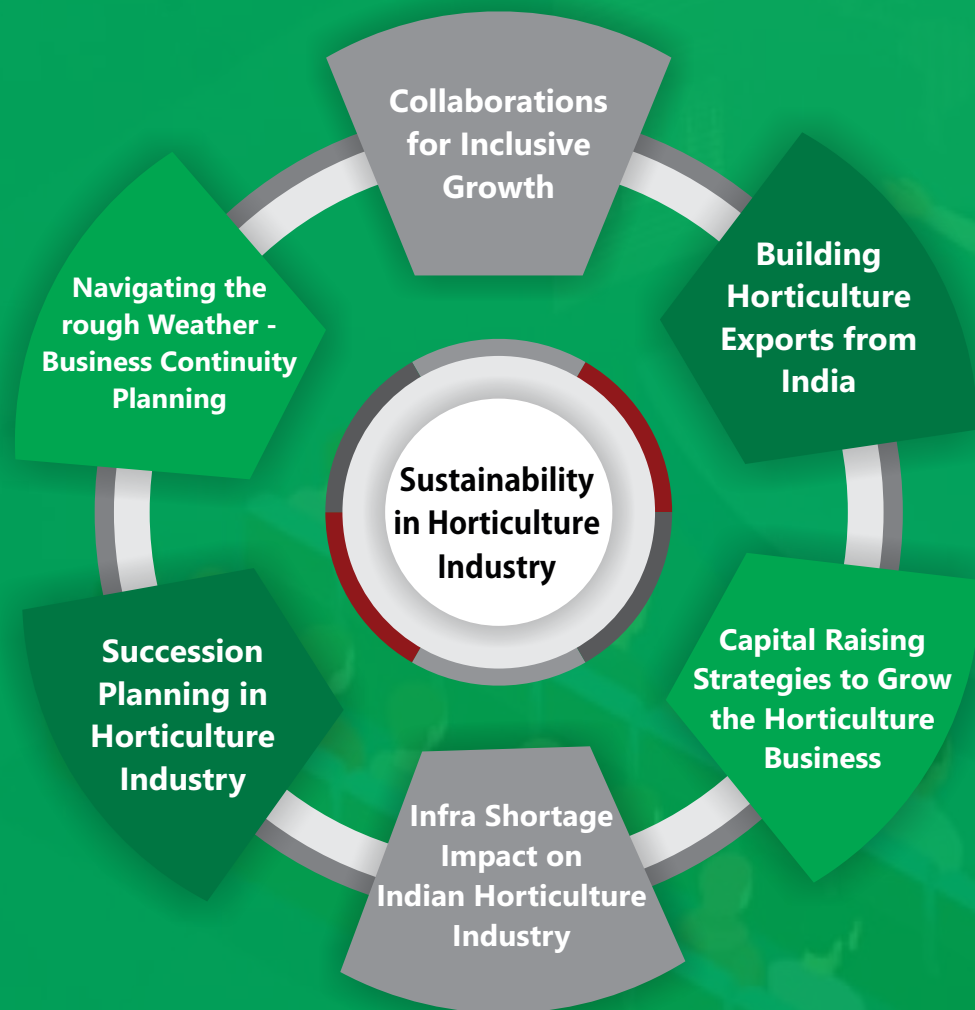 Collaborations
for Inclusive
Growth
Building
Horticulture
Exports from
India
Capital Raising
Strategies to Grow
the Horticulture
Business
Infra Shortage
Impact on
Indian Horticulture
Industry
Succession
Planning in
Horticulture
Industry
Navigating the
rough Weather -
Business Continuity
Planning
Sustainability
in Horticulture
Industry